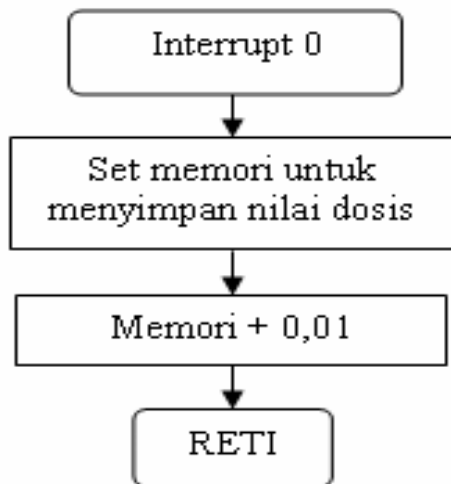 Interrupt 0
Set memori untuk
menyimpan nilai dosis
Memori + 0,01
RETI